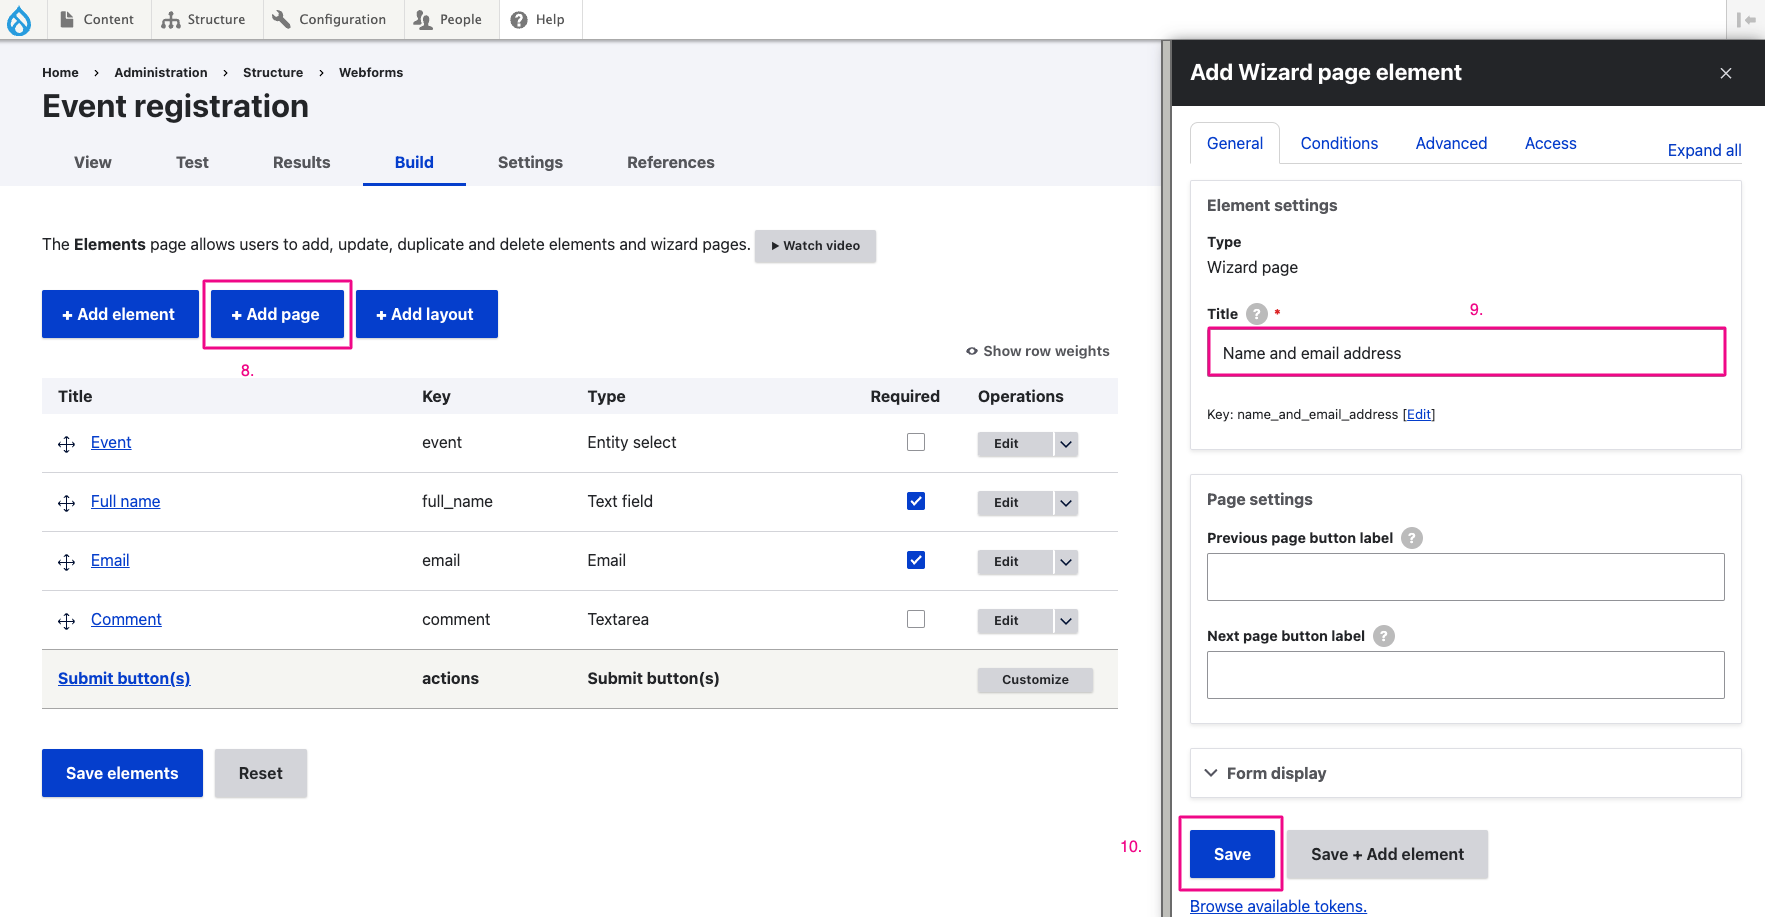 Content Structure Configuration People Help
Home › Administration › Structure › Webforms
Event registration
View Test Results Build Settings References
The Elements page allows users to add, update, duplicate and delete elements and wizard pages. Watch video
+ Add element + Add page + Add layout
8.
Show row weights
Title Key Type Required Operations
Event event Entity select Edit
Full name full_name Text field Edit
Email email Email Edit
Comment comment Textarea Edit
Submit button(s) actions Submit button(s) Customize
Save elements Reset
Add Wizard page element
General Conditions Advanced Access Expand all
Element settings
Type
Wizard page
Title ? *
9.
Name and email address
Key: name_and_email_address [Edit]
Page settings
Previous page button label ?
Next page button label ?
Form display
10.
Save Save + Add element
Browse available tokens.